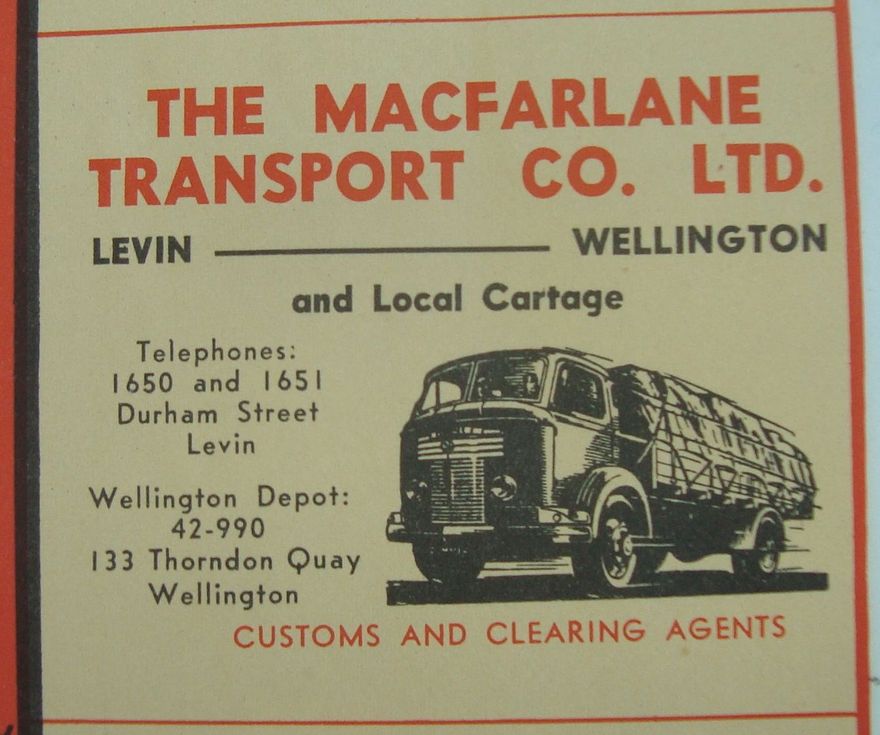 THE MACFARLANE
TRANSPORT CO. LTD.
LEVIN WELLINGTON
and Local Cartage
Telephones:
1650 and 1651
Durham Street
Levin
Wellington Depot:
42-990
133 Thorndon Quay
Wellington
CUSTOMS AND CLEARING AGENTS